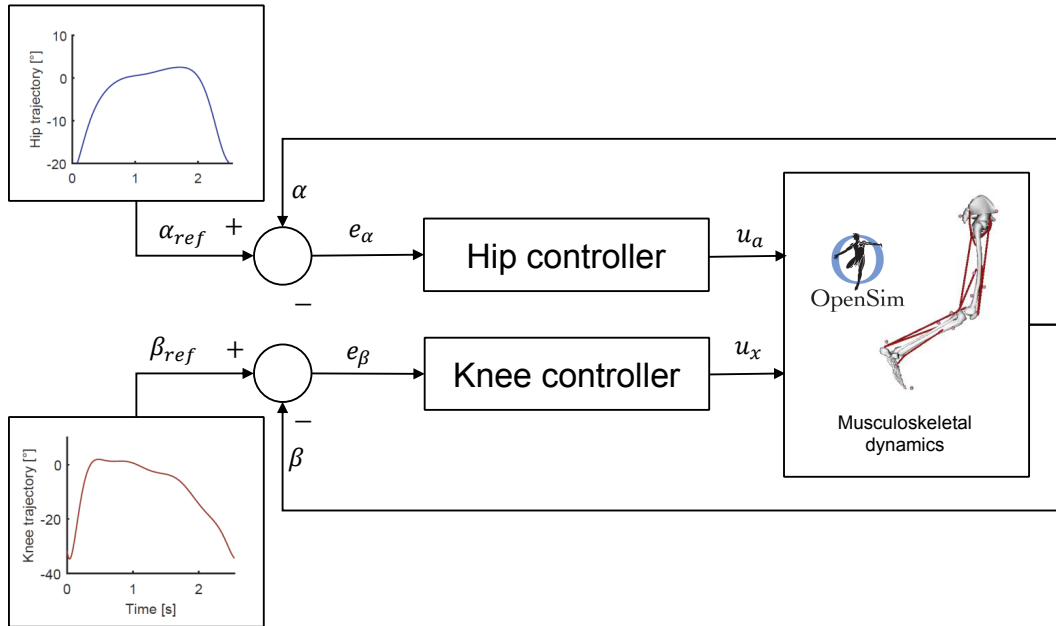 Hip trajectory [°]
10
0
-10
-20
0
1
2
α
α_ref
+
e_α
Hip controller
u_a
−
OpenSim
β_ref
+
e_β
Knee controller
u_x
−
β
Musculoskeletal
dynamics
Knee trajectory [°]
0
-20
-40
0
1
2
Time [s]